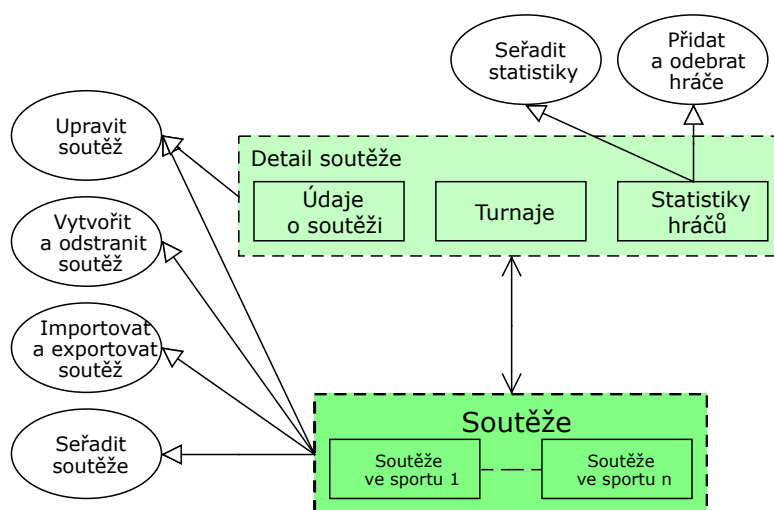 Seřadit
statistiky
Přidat
a odebrat
hráče
Upravit
soutěž
Detail soutěže
Údaje
o soutěži
Turnaje
Statistiky
hráčů
Vytvořit
a odstranit
soutěž
Importovat
a exportovat
soutěž
Seřadit
soutěže
Soutěže
Soutěže
ve sportu 1
Soutěže
ve sportu n